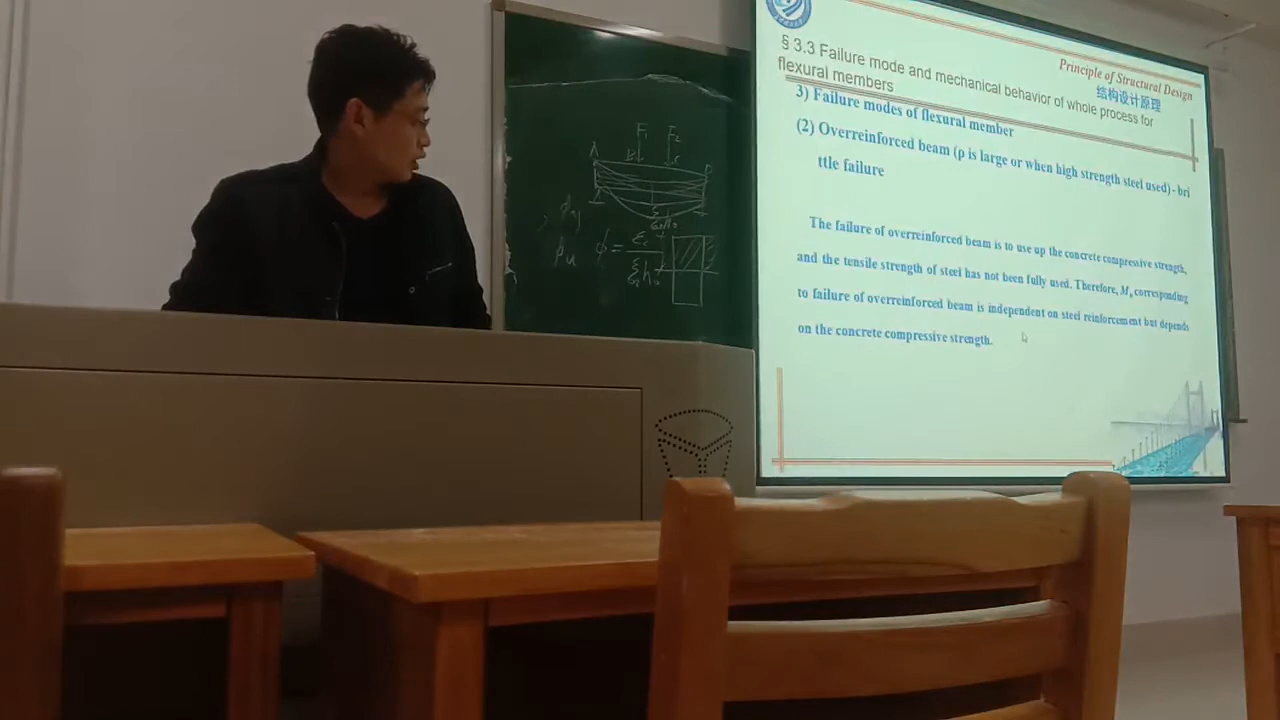 Principle of Structural Design
结构设计原理
§ 3.3 Failure mode and mechanical behavior of whole process for
flexural members
3) Failure modes of flexural member
(2) Overreinforced beam (ρ is large or when high strength steel used) - bri
ttle failure
The failure of overreinforced beam is to use up the concrete compressive strength,
and the tensile strength of steel has not been fully used. Therefore, Mu corresponding
to failure of overreinforced beam is independent on steel reinforcement but depends
on the concrete compressive strength.
F1 F2
A B C D
ϕy
ϕu
ϕ =